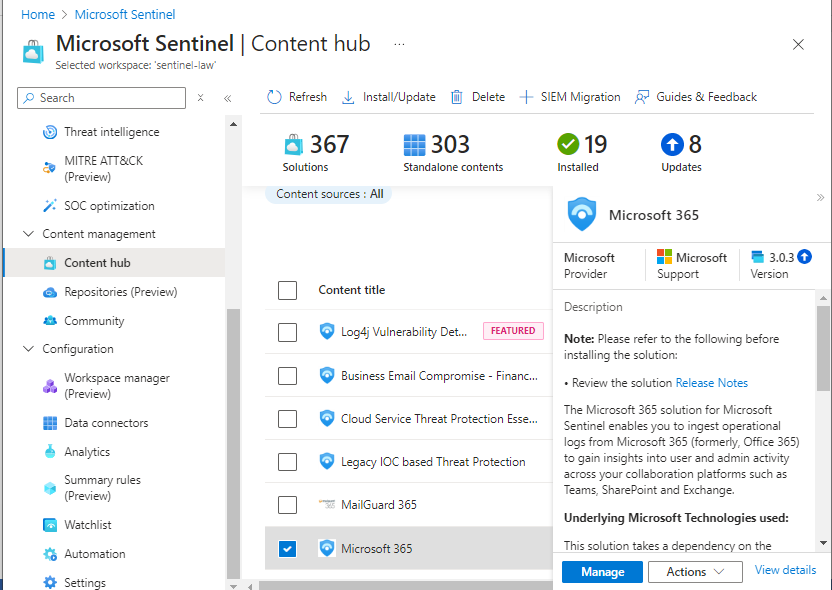 Home > Microsoft Sentinel
Microsoft Sentinel | Content hub ...
Selected workspace: 'sentinel-law'
Search
Threat intelligence
MITRE ATT&CK
(Preview)
SOC optimization
Content management
Content hub
Repositories (Preview)
Community
Configuration
Workspace manager
(Preview)
Data connectors
Analytics
Summary rules
(Preview)
Watchlist
Automation
Settings
Refresh Install/Update Delete SIEM Migration Guides & Feedback
367
Solutions
303
Standalone contents
19
Installed
8
Updates
Content sources : All
Content title
Log4j Vulnerability Det... FEATURED
Business Email Compromise - Financ...
Cloud Service Threat Protection Esse...
Legacy IOC based Threat Protection
MailGuard 365
Microsoft 365
Microsoft 365
Microsoft
Provider
Microsoft
Support
3.0.3
Version
Description
Note: Please refer to the following before
installing the solution:
• Review the solution Release Notes
The Microsoft 365 solution for Microsoft
Sentinel enables you to ingest operational
logs from Microsoft 365 (formerly, Office 365)
to gain insights into user and admin activity
across your collaboration platforms such as
Teams, SharePoint and Exchange.
Underlying Microsoft Technologies used:
This solution takes a dependency on the
Manage Actions View details